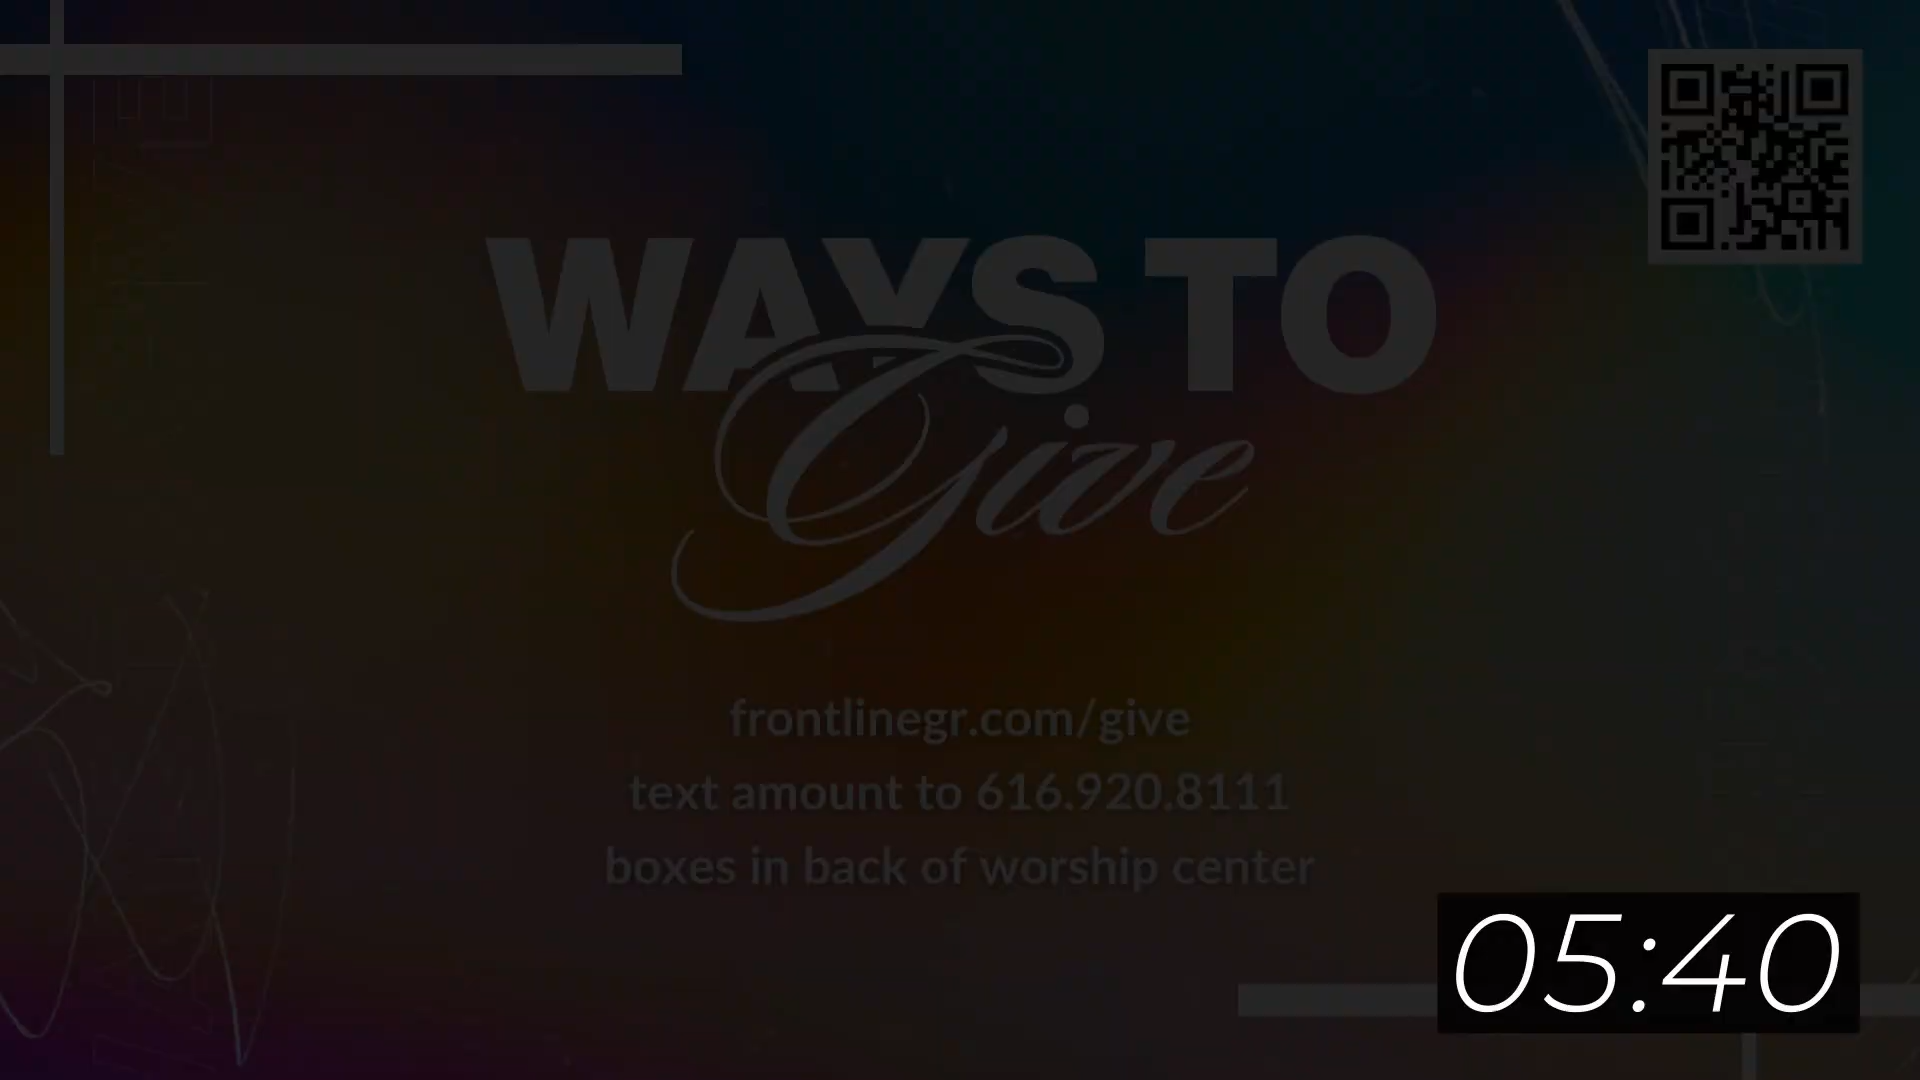 WAYS TO
Give
frontlinegr.com/give
text amount to 616.920.8111
boxes in back of worship center
05:40